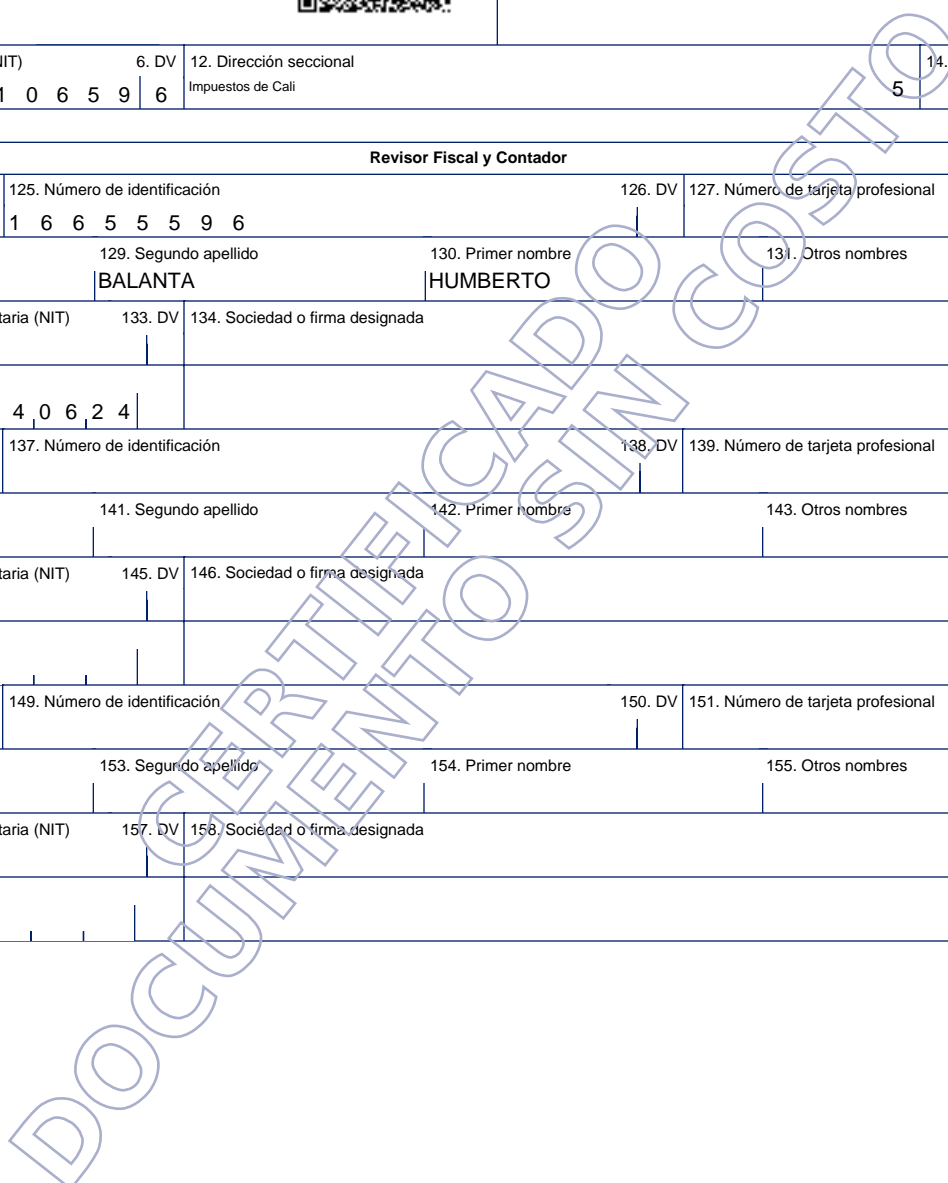 NIT) 6. DV 12. Dirección seccional 14.
1 0 6 5 9 6 Impuestos de Cali 5
Revisor Fiscal y Contador
125. Número de identificación 126. DV 127. Número de tarjeta profesional
1 6 6 5 5 5 9 6
129. Segundo apellido 130. Primer nombre 131. Otros nombres
BALANTA HUMBERTO
taria (NIT) 133. DV 134. Sociedad o firma designada
4 0 6 2 4
137. Número de identificación 138. DV 139. Número de tarjeta profesional
141. Segundo apellido 142. Primer nombre 143. Otros nombres
taria (NIT) 145. DV 146. Sociedad o firma designada
149. Número de identificación 150. DV 151. Número de tarjeta profesional
153. Segundo apellido 154. Primer nombre 155. Otros nombres
taria (NIT) 157. DV 158. Sociedad o firma designada
CERTIFICADO
DOCUMENTO SIN COSTO